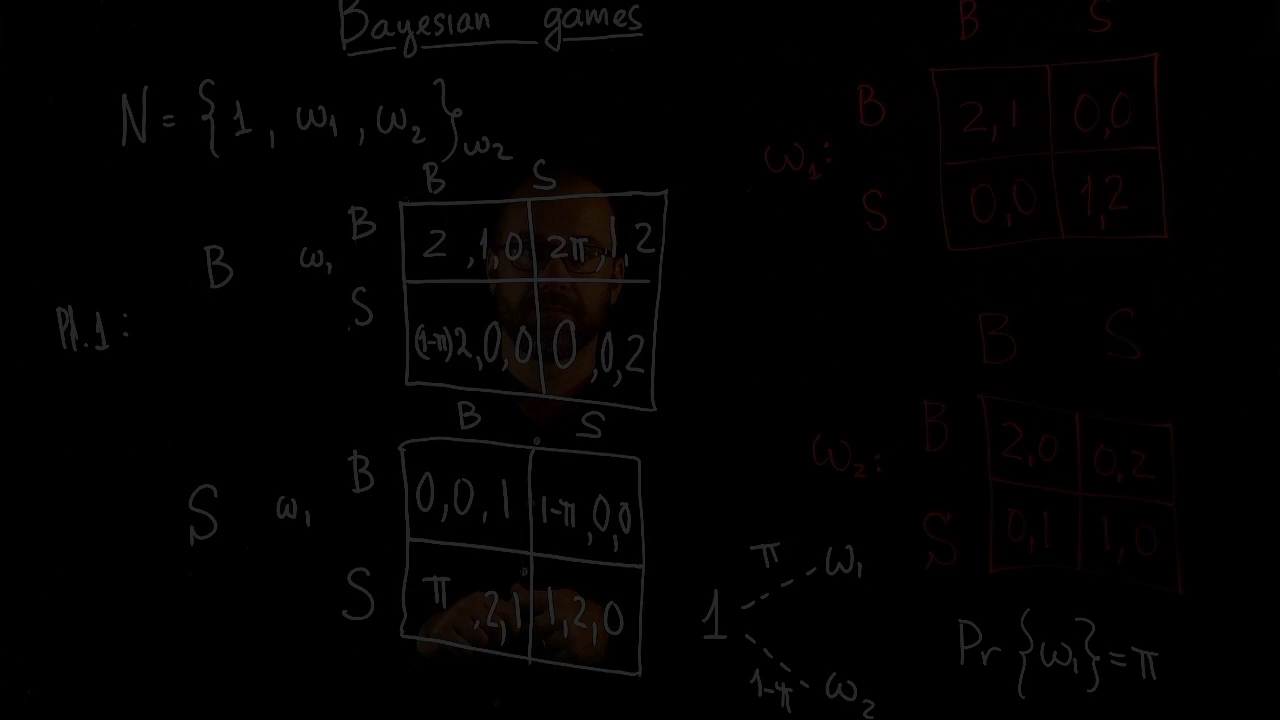 Bayesian games
N = {1, ω₁, ω₂}
ω₂
B S
B ω₁ B 2,1,0 2π,1,2
S (1-π)2,0,0 0,0,2
Pl.1:
B S
S ω₁ B 0,0,1 1-π,0,0
S π,2,1 1,2,0
B S
ω₁: B 2,1 0,0
S 0,0 1,2
B S
ω₂: B 2,0 0,2
S 0,1 1,0
1 π ω₁
1-π ω₂
Pr{ω₁}=π